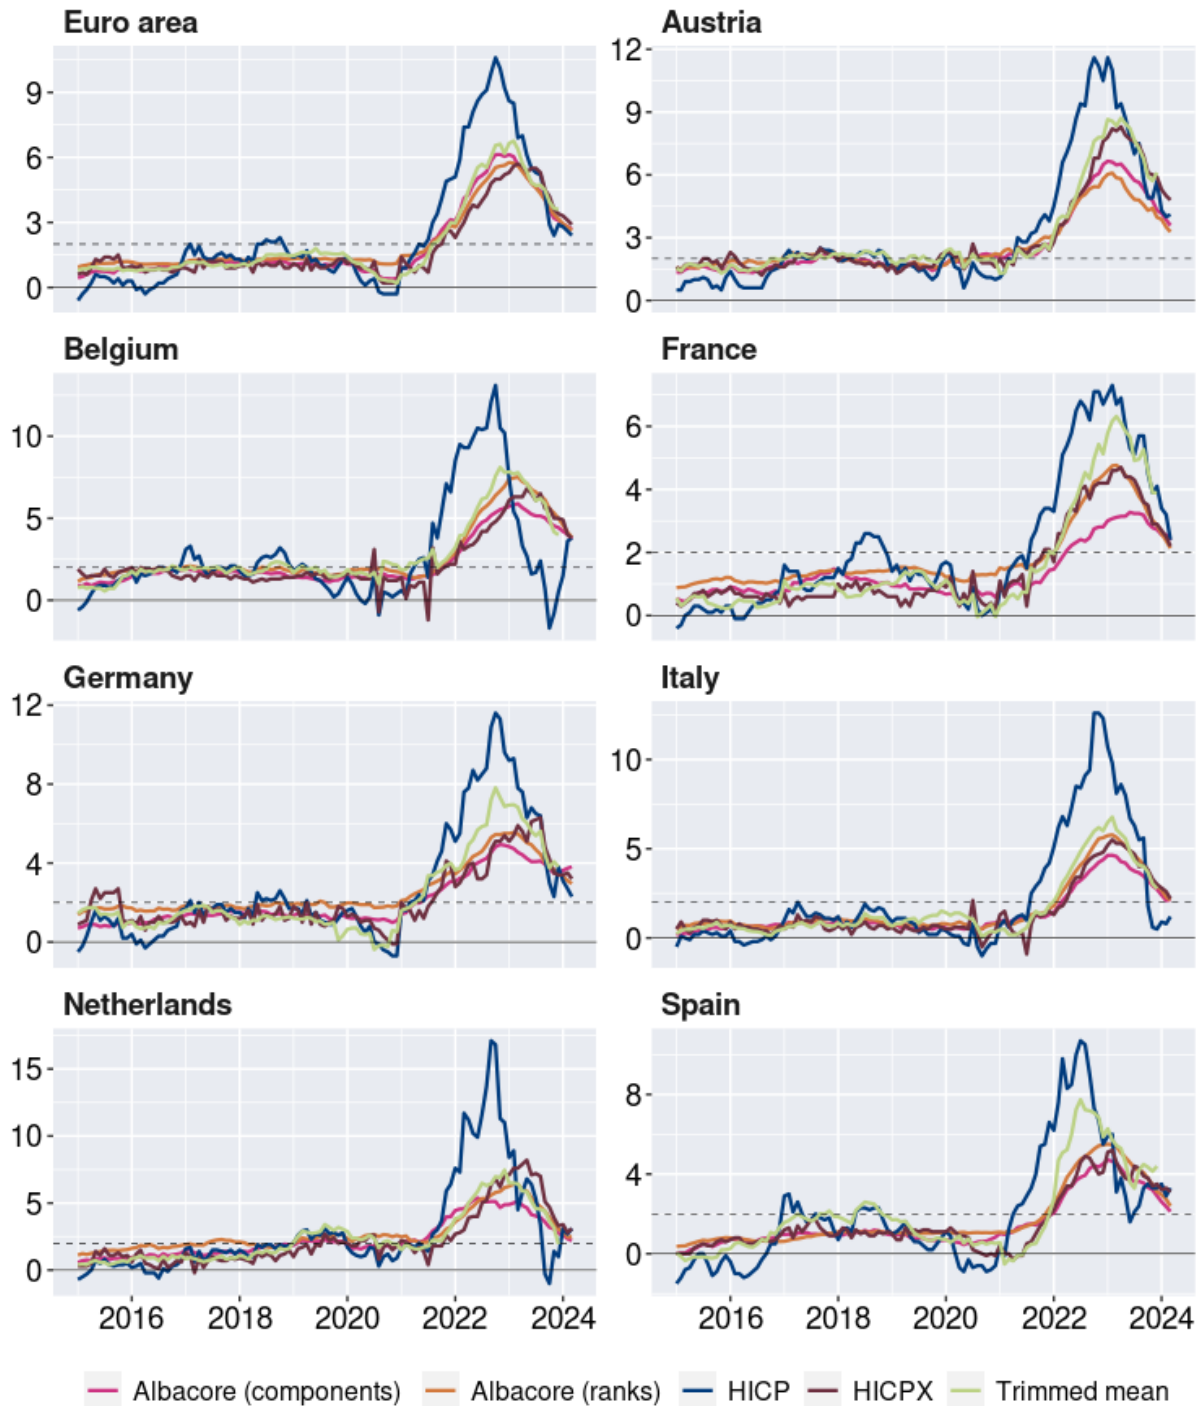 Euro area
Austria
9
6
3
0
12
9
6
3
0
Belgium
France
10
5
0
6
4
2
0
Germany
Italy
12
8
4
0
10
5
0
Netherlands
Spain
15
10
5
0
8
4
0
2016 2018 2020 2022 2024
2016 2018 2020 2022 2024
Albacore (components) Albacore (ranks) HICP HICPX Trimmed mean